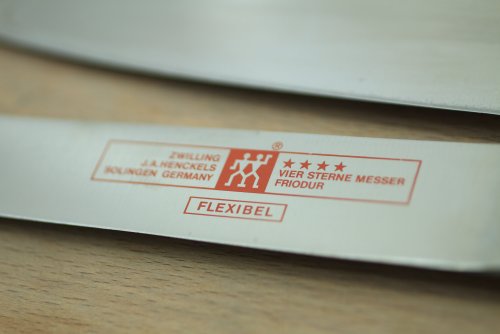 ZWILLING
J.A. HENCKELS
SOLINGEN GERMANY
®
★★★★
VIER STERNE MESSER
FRIODUR
FLEXIBEL